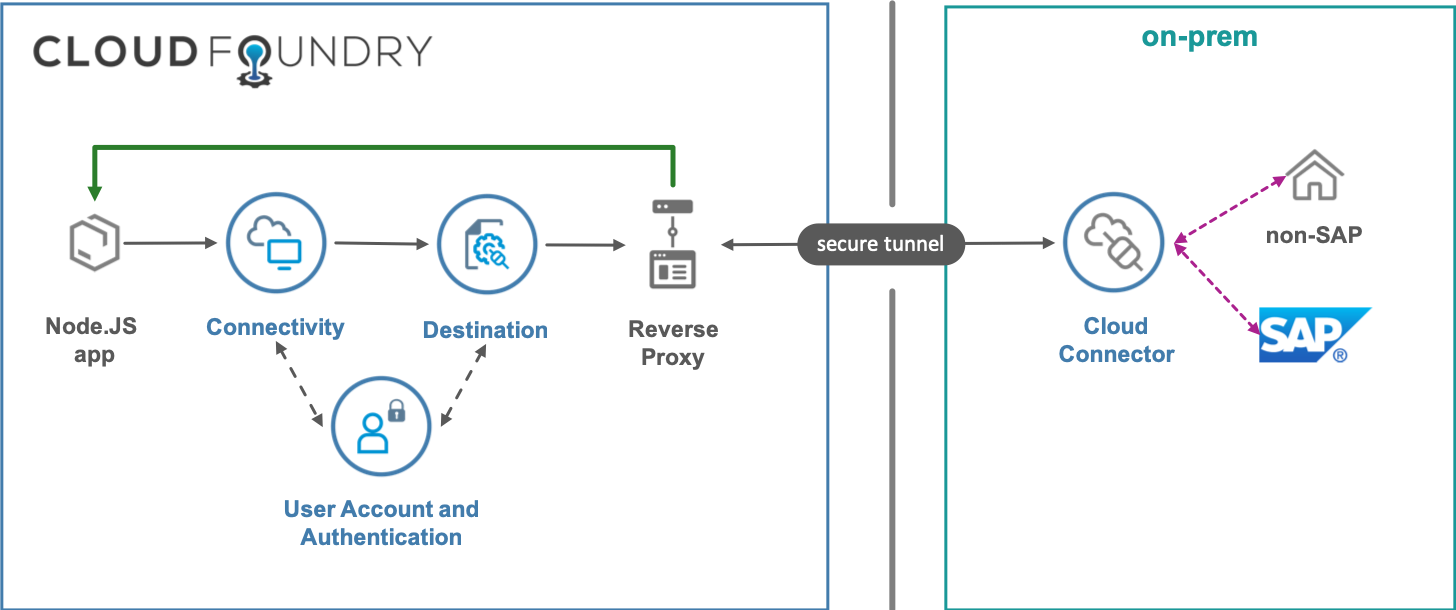 CLOUD FOUNDRY
on-prem
secure tunnel
non-SAP
Node.JS
app
Connectivity
Destination
Reverse
Proxy
Cloud
Connector
SAP®
User Account and
Authentication